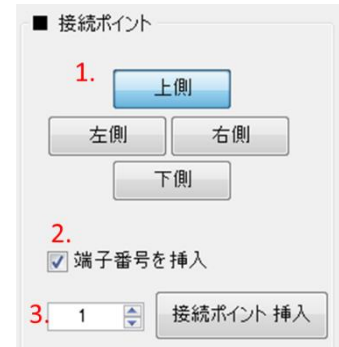 ■ 接続ポイント
1.
上側
左側 右側
下側
2.
端子番号を挿入
3. 1 接続ポイント 挿入